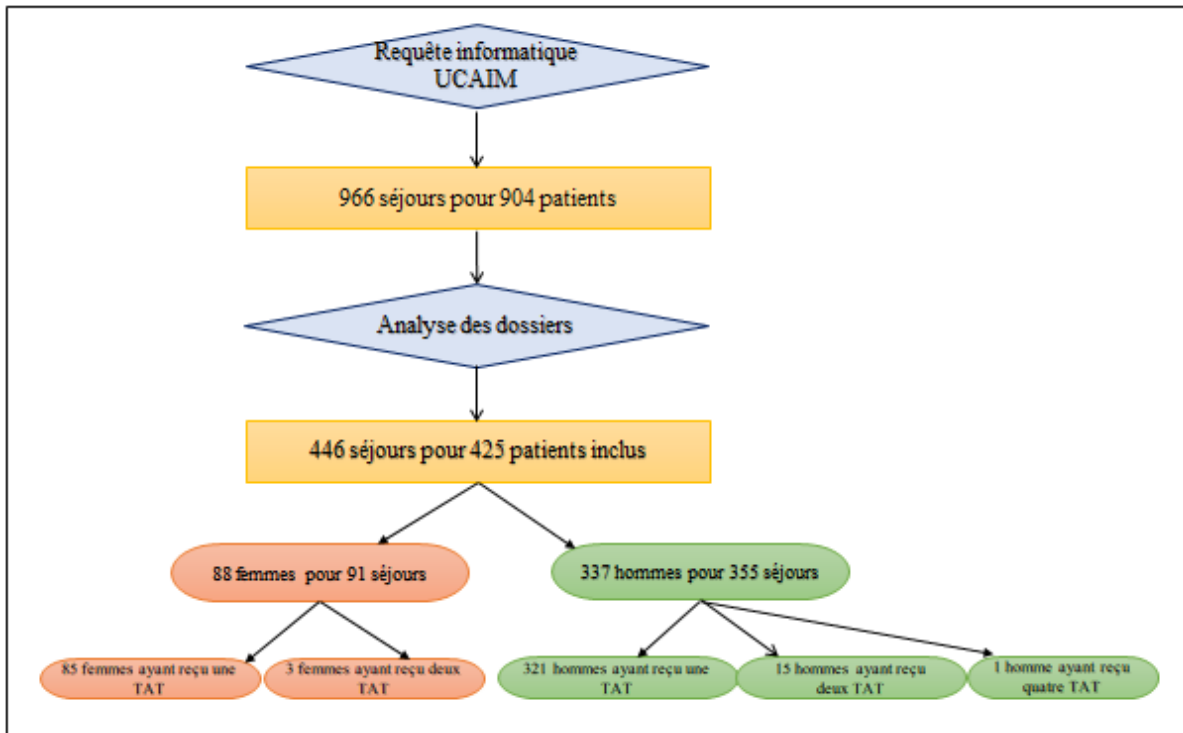 Requête informatique
UCAIM
966 séjours pour 904 patients
Analyse des dossiers
446 séjours pour 425 patients inclus
88 femmes pour 91 séjours
337 hommes pour 355 séjours
85 femmes ayant reçu une
TAT
3 femmes ayant reçu deux
TAT
321 hommes ayant reçu une
TAT
15 hommes ayant reçu
deux TAT
1 homme ayant reçu
quatre TAT